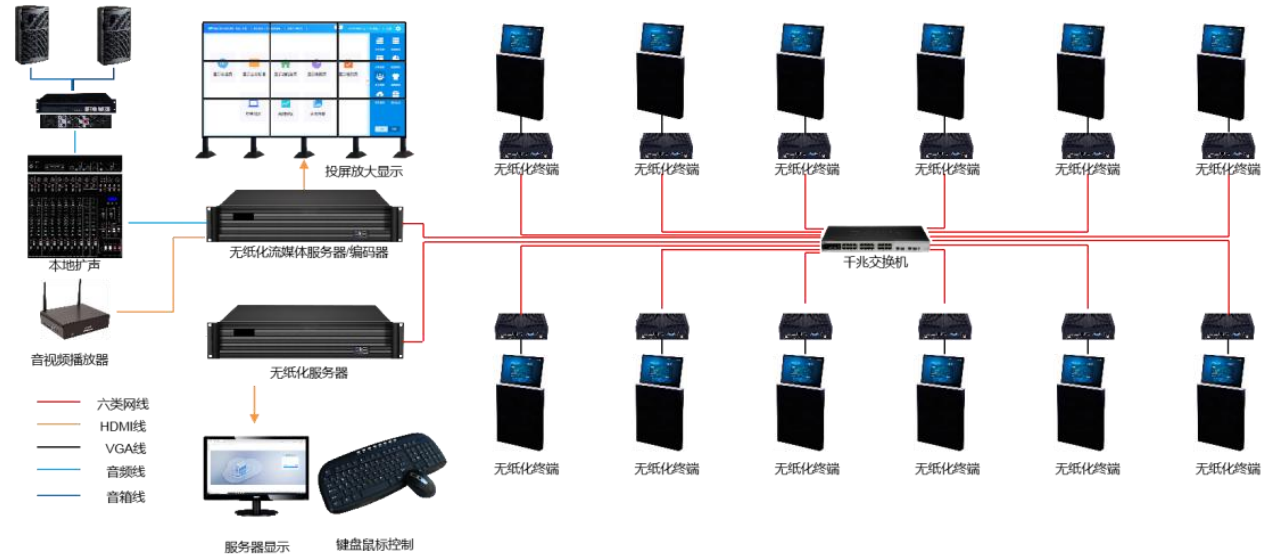 投屏放大显示
无纸化终端
无纸化终端
无纸化终端
无纸化终端
无纸化终端
无纸化终端
无纸化流媒体服务器/编码器
本地扩声
千兆交换机
音视频播放器
无纸化服务器
六类网线
HDMI线
VGA线
音频线
音箱线
无纸化终端
无纸化终端
无纸化终端
无纸化终端
无纸化终端
无纸化终端
服务器显示
键盘鼠标控制